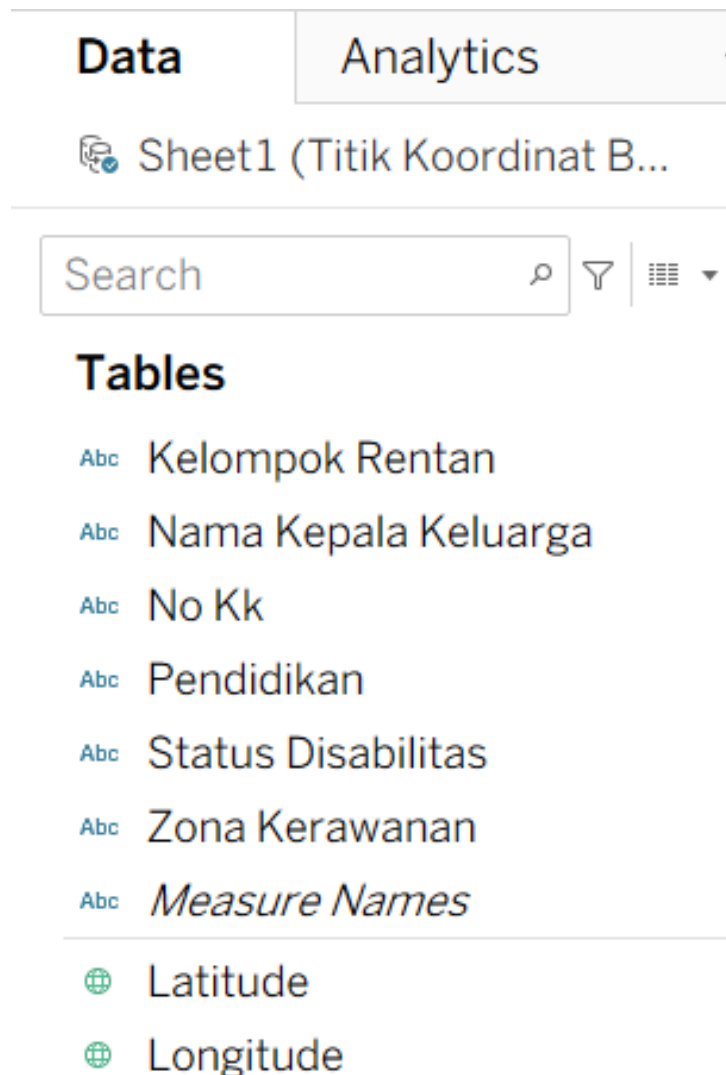 Data Analytics
Sheet1 (Titik Koordinat B...
Search
Tables
Abc Kelompok Rentan
Abc Nama Kepala Keluarga
Abc No Kk
Abc Pendidikan
Abc Status Disabilitas
Abc Zona Kerawanan
Abc Measure Names
Latitude
Longitude